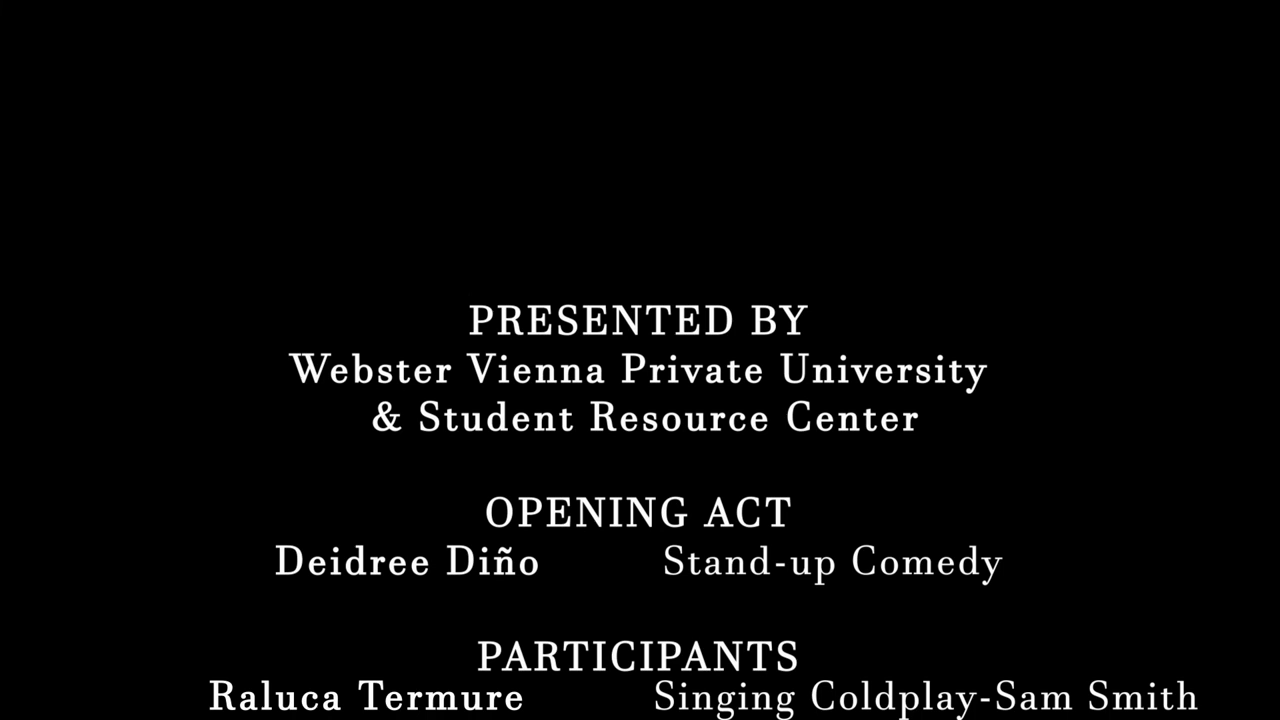 PRESENTED BY
Webster Vienna Private University
& Student Resource Center
OPENING ACT
Deidree Diño Stand-up Comedy
PARTICIPANTS
Raluca Termure Singing Coldplay-Sam Smith